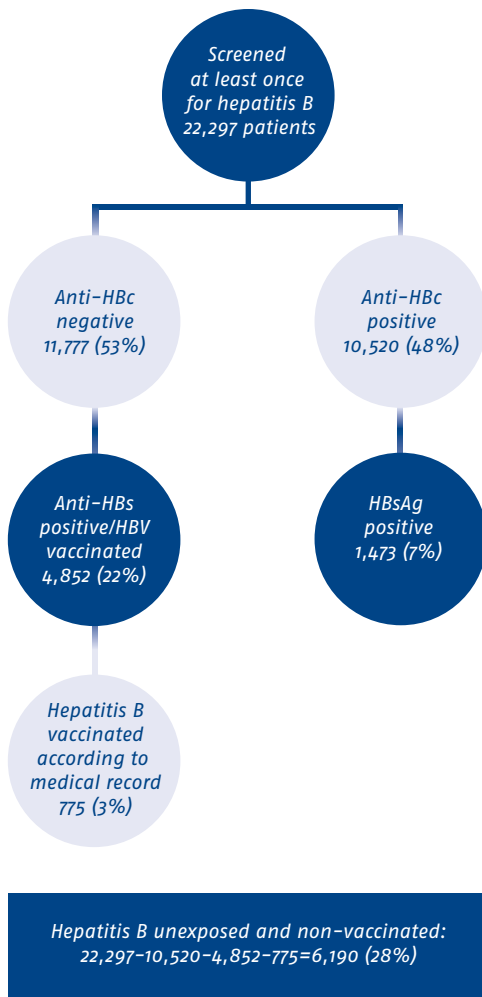 Screened
at least once
for hepatitis B
22,297 patients
Anti-HBc
negative
11,777 (53%)
Anti-HBc
positive
10,520 (48%)
Anti-HBs
positive/HBV
vaccinated
4,852 (22%)
HBsAg
positive
1,473 (7%)
Hepatitis B
vaccinated
according to
medical record
775 (3%)
Hepatitis B unexposed and non-vaccinated:
22,297-10,520-4,852-775=6,190 (28%)